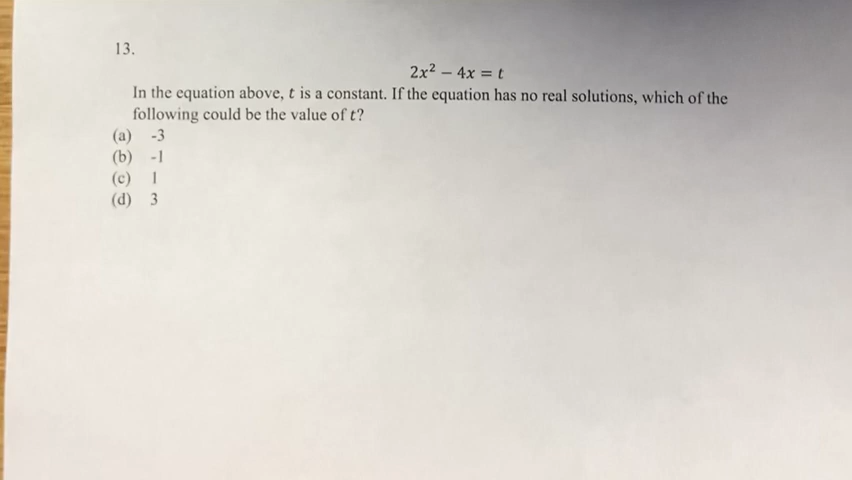 13.
2x² − 4x = t
In the equation above, t is a constant. If the equation has no real solutions, which of the
following could be the value of t?
(a) -3
(b) -1
(c) 1
(d) 3